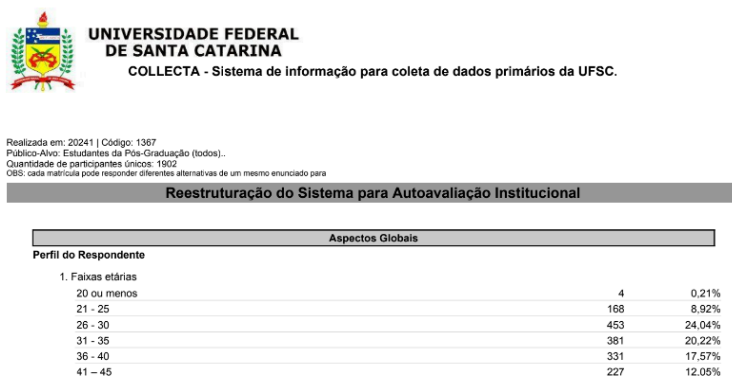 UNIVERSIDADE FEDERAL
DE SANTA CATARINA
COLLECTA - Sistema de informação para coleta de dados primários da UFSC.
Realizada em: 20241 | Código: 1367
Público-Alvo: Estudantes da Pós-Graduação (todos)..
Quantidade de participantes únicos: 1902
OBS: cada matrícula pode responder diferentes alternativas de um mesmo enunciado para
Reestruturação do Sistema para Autoavaliação Institucional
Aspectos Globais
Perfil do Respondente
1. Faixas etárias
20 ou menos 4 0,21%
21 - 25 168 8,92%
26 - 30 453 24,04%
31 - 35 381 20,22%
36 - 40 331 17,57%
41 – 45 227 12,05%